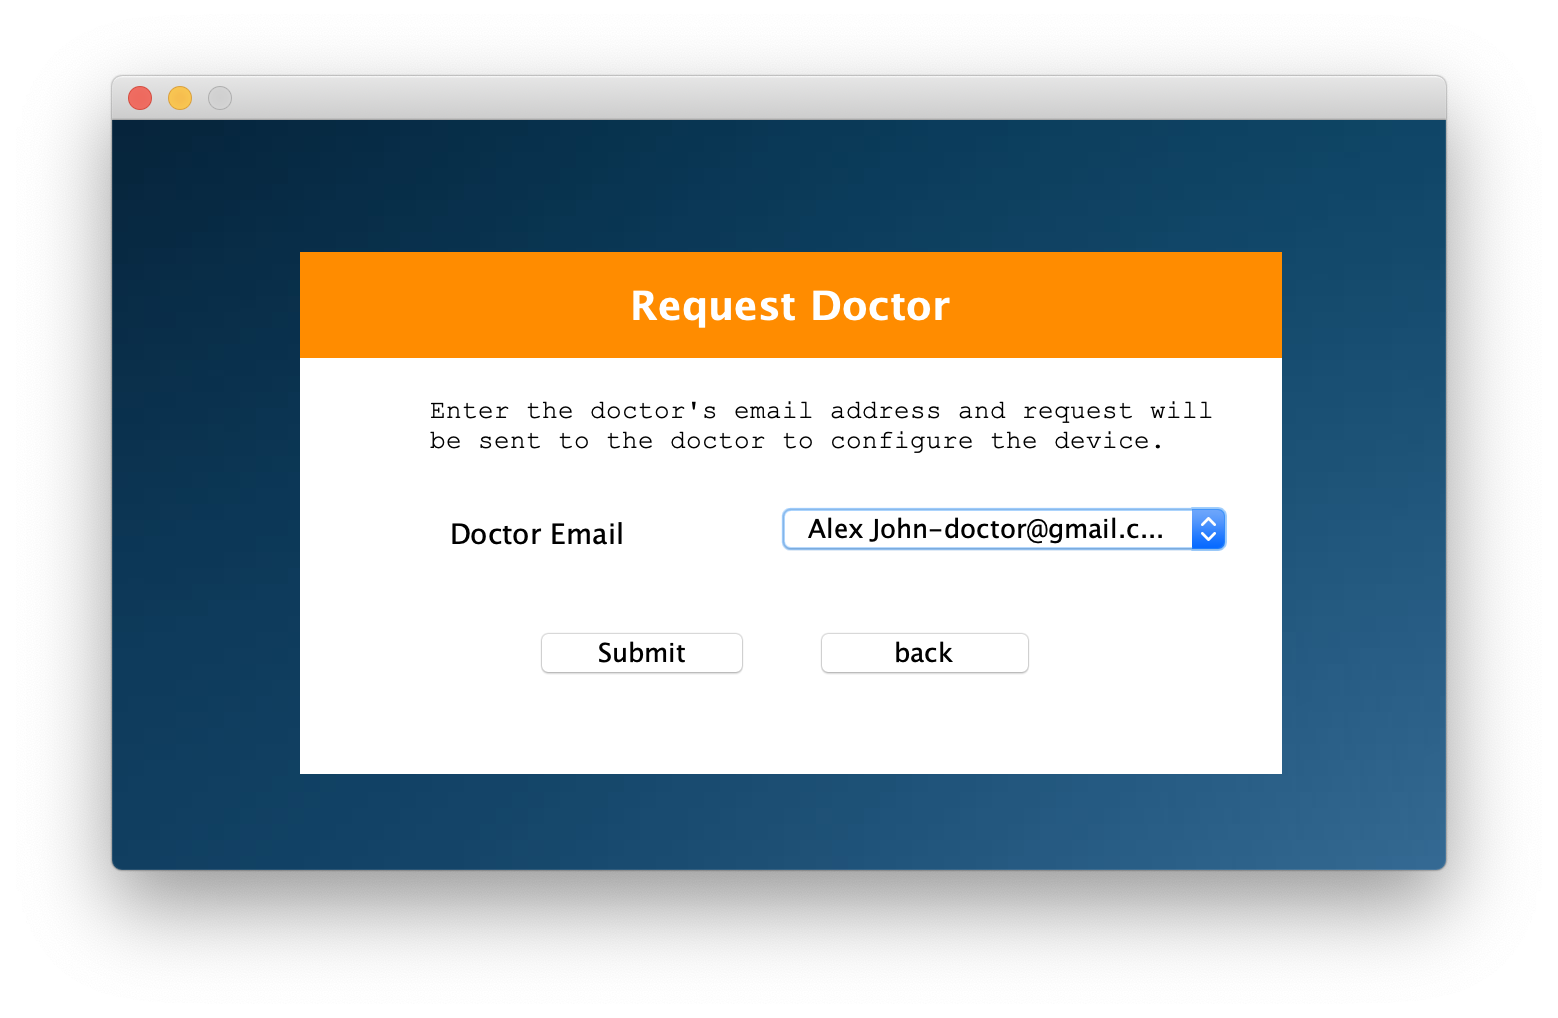 Request Doctor
Enter the doctor's email address and request will
be sent to the doctor to configure the device.
Doctor Email
Alex John-doctor@gmail.c...
Submit
back